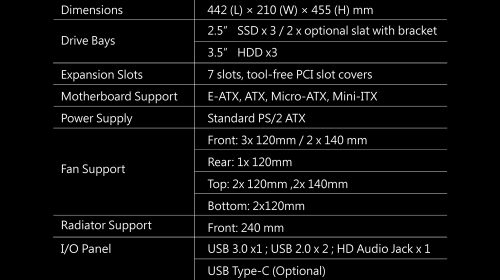 Dimensions 442 (L) × 210 (W) × 455 (H) mm
Drive Bays 2.5” SSD x 3 / 2 x optional slat with bracket
3.5” HDD x3
Expansion Slots 7 slots, tool-free PCI slot covers
Motherboard Support E-ATX, ATX, Micro-ATX, Mini-ITX
Power Supply Standard PS/2 ATX
Fan Support Front: 3x 120mm / 2x 140 mm
Rear: 1x 120mm
Top: 2x 120mm ,2x 140mm
Bottom: 2x120mm
Radiator Support Front: 240 mm
I/O Panel USB 3.0 x1 ; USB 2.0 x 2 ; HD Audio Jack x 1
USB Type-C (Optional)